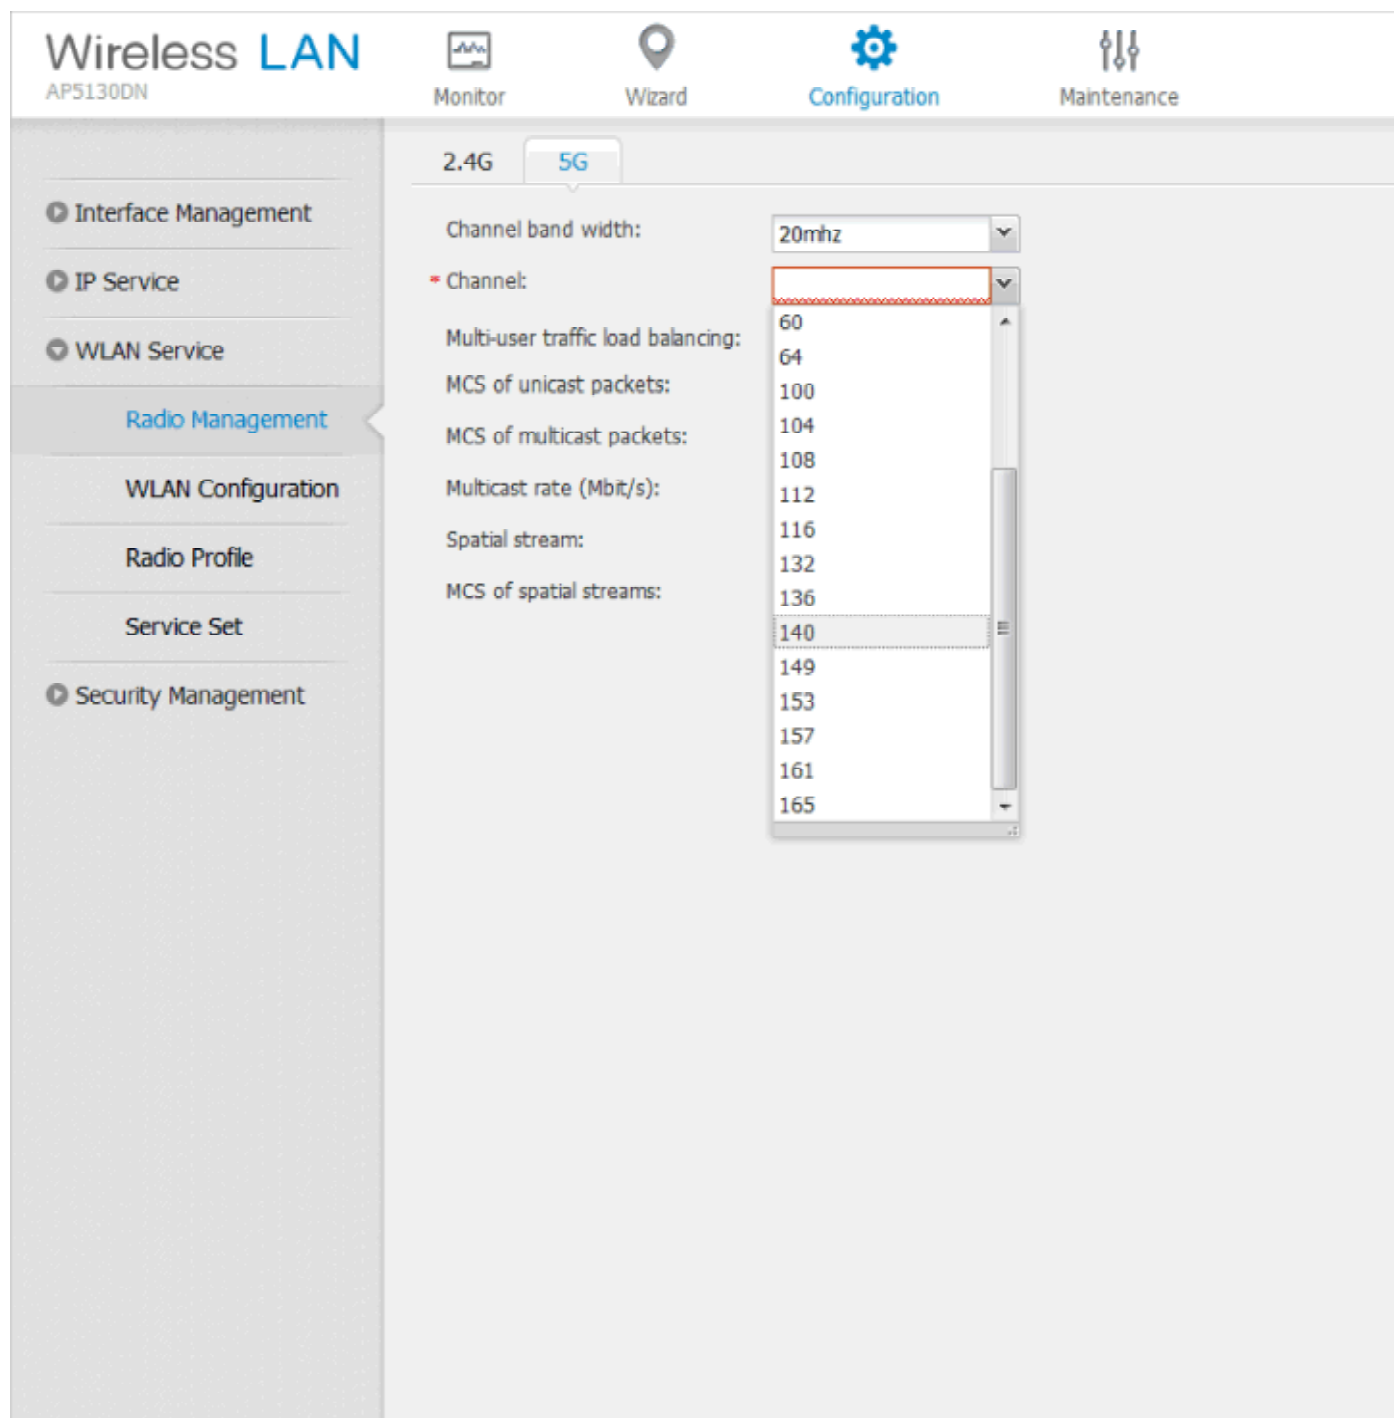 Wireless LAN
AP5130DN
Monitor
Wizard
Configuration
Maintenance
Interface Management
IP Service
WLAN Service
Radio Management
WLAN Configuration
Radio Profile
Service Set
Security Management
2.4G
5G
Channel band width:
20mhz
* Channel:
Multi-user traffic load balancing:
MCS of unicast packets:
MCS of multicast packets:
Multicast rate (Mbit/s):
Spatial stream:
MCS of spatial streams:
60
64
100
104
108
112
116
132
136
140
149
153
157
161
165